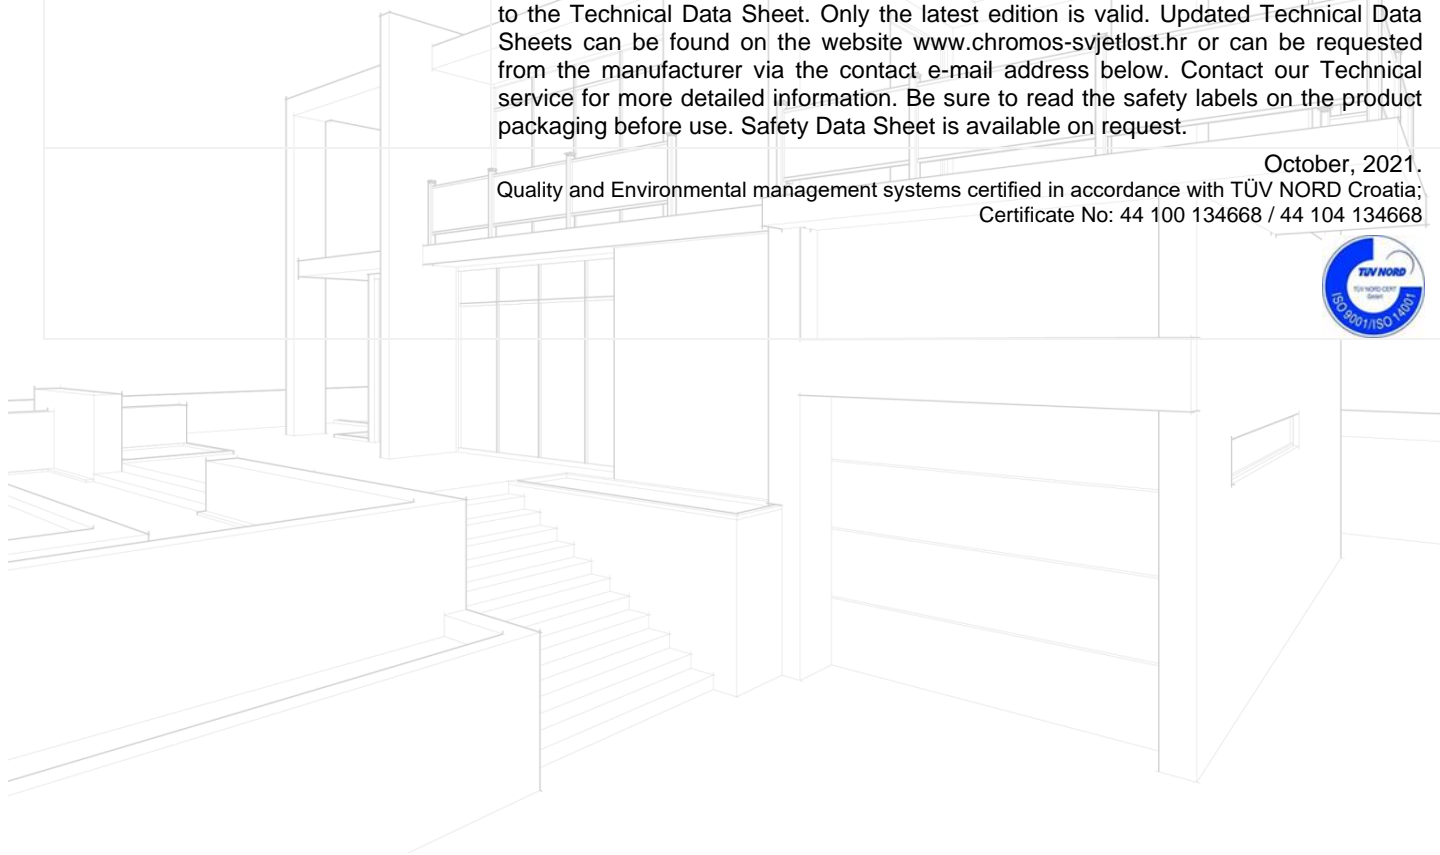 to the Technical Data Sheet. Only the latest edition is valid. Updated Technical Data
Sheets can be found on the website www.chromos-svjetlost.hr or can be requested
from the manufacturer via the contact e-mail address below. Contact our Technical
service for more detailed information. Be sure to read the safety labels on the product
packaging before use. Safety Data Sheet is available on request.
October, 2021.
Quality and Environmental management systems certified in accordance with TÜV NORD Croatia;
Certificate No: 44 100 134668 / 44 104 134668
TÜV NORD
TÜV NORD CERT
GmbH
ISO 9001/ISO 14001